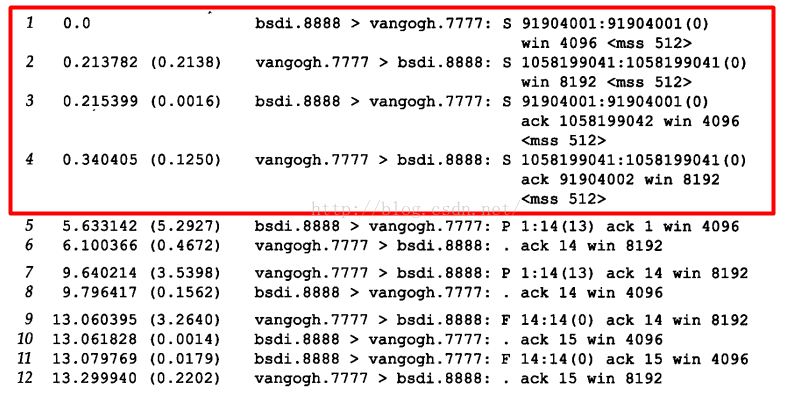 1 0.0 bsdi.8888 > vangogh.7777: S 91904001:91904001(0)
win 4096 <mss 512>
2 0.213782 (0.2138) vangogh.7777 > bsdi.8888: S 1058199041:1058199041(0)
win 8192 <mss 512>
3 0.215399 (0.0016) bsdi.8888 > vangogh.7777: S 91904001:91904001(0)
ack 1058199042 win 4096
<mss 512>
4 0.340405 (0.1250) vangogh.7777 > bsdi.8888: S 1058199041:1058199041(0)
ack 91904002 win 8192
<mss 512>
http://blog.csdn.net/
5 5.633142 (5.2927) bsdi.8888 > vangogh.7777: P 1:14(13) ack 1 win 4096
6 6.100366 (0.4672) vangogh.7777 > bsdi.8888: . ack 14 win 8192
7 9.640214 (3.5398) vangogh.7777 > bsdi.8888: P 1:14(13) ack 14 win 8192
8 9.796417 (0.1562) bsdi.8888 > vangogh.7777: . ack 14 win 4096
9 13.060395 (3.2640) vangogh.7777 > bsdi.8888: F 14:14(0) ack 14 win 8192
10 13.061828 (0.0014) bsdi.8888 > vangogh.7777: . ack 15 win 4096
11 13.079769 (0.0179) bsdi.8888 > vangogh.7777: F 14:14(0) ack 15 win 4096
12 13.299940 (0.2202) vangogh.7777 > bsdi.8888: . ack 15 win 8192